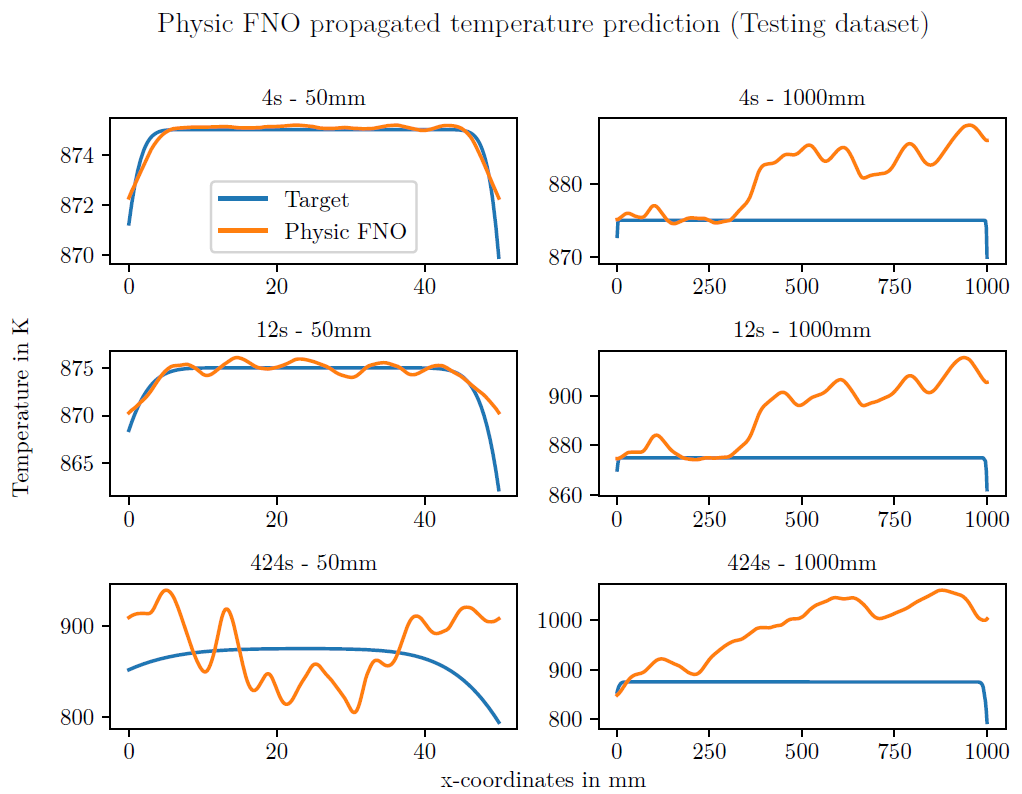 Physic FNO propagated temperature prediction (Testing dataset)
4s - 50mm
874
872
870
0 20 40
Target
Physic FNO
4s - 1000mm
880
870
0 250 500 750 1000
12s - 50mm
875
870
865
0 20 40
12s - 1000mm
900
880
860
0 250 500 750 1000
424s - 50mm
900
800
0 20 40
424s - 1000mm
1000
900
800
0 250 500 750 1000
Temperature in K
x-coordinates in mm